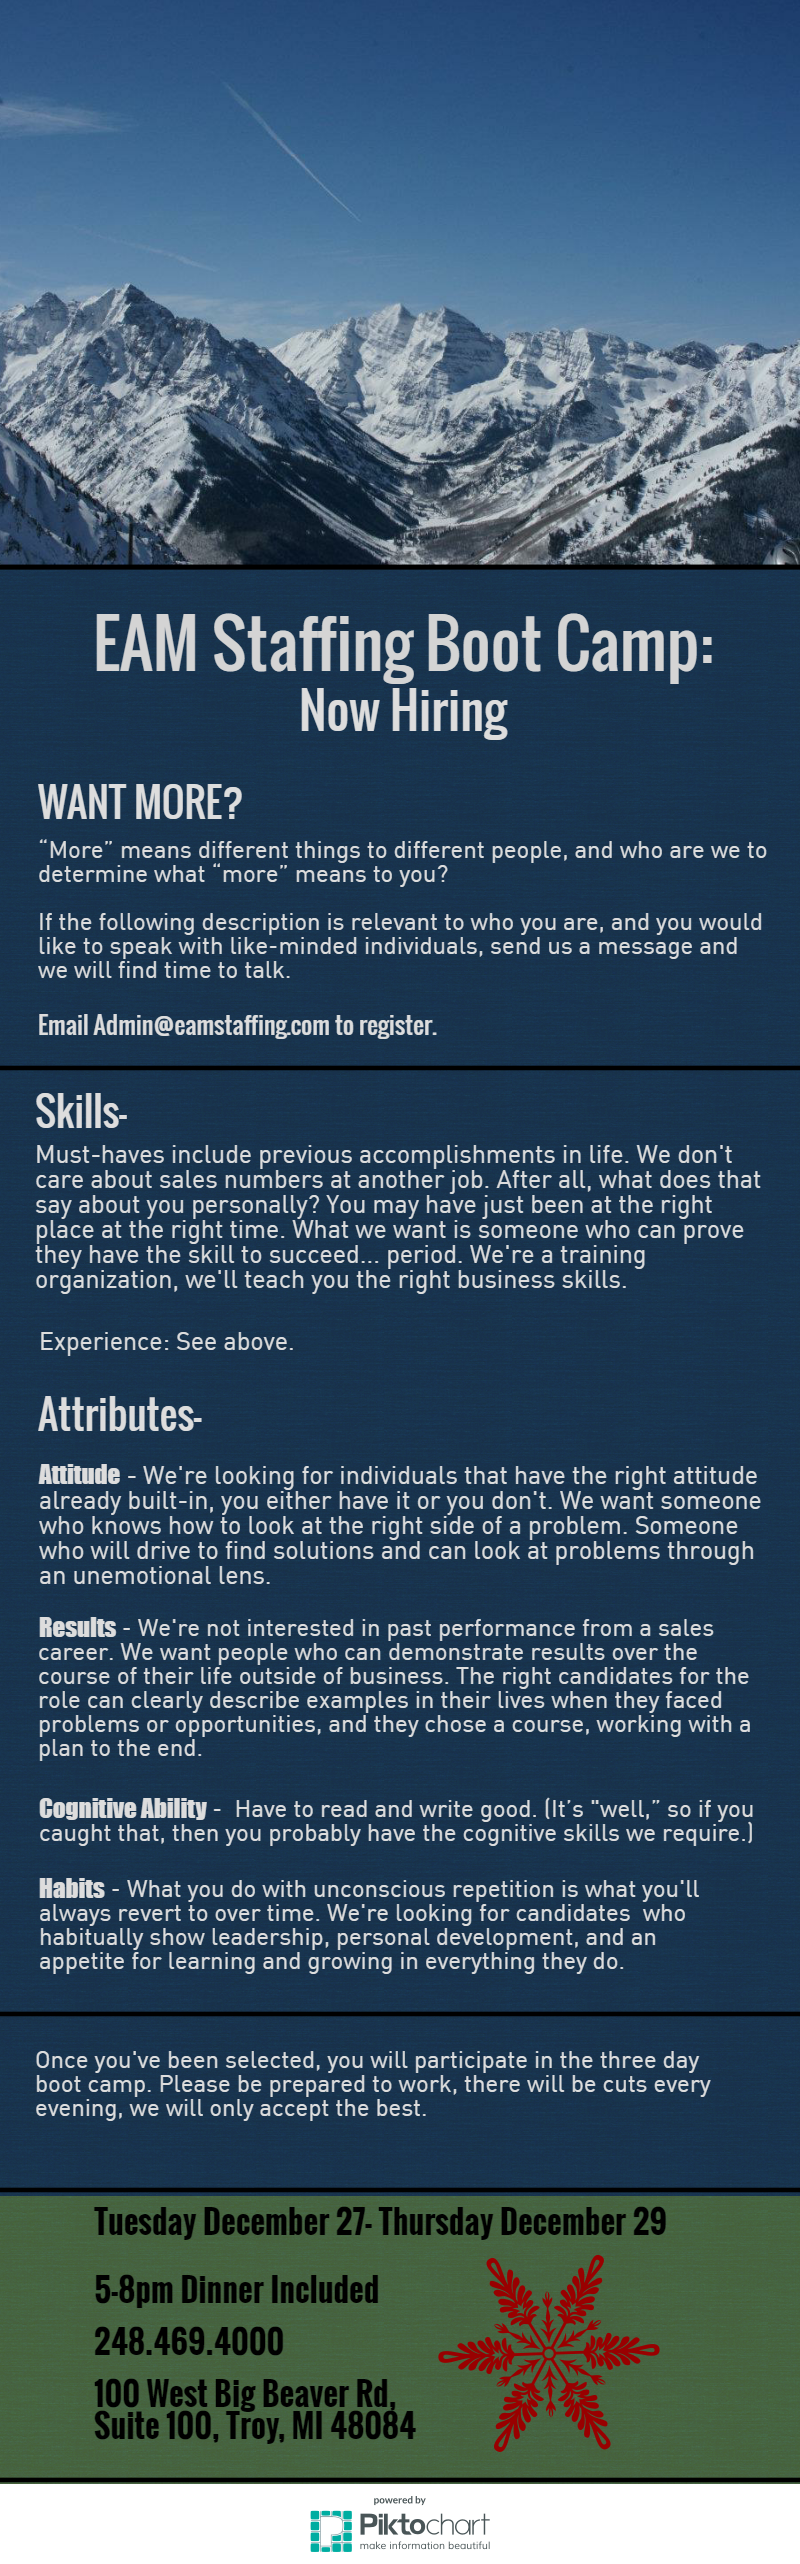 EAM Staffing Boot Camp:
Now Hiring
WANT MORE?
“More” means different things to different people, and who are we to
determine what “more” means to you?
If the following description is relevant to who you are, and you would
like to speak with like-minded individuals, send us a message and
we will find time to talk.
Email Admin@eamstaffing.com to register.
Skills-
Must-haves include previous accomplishments in life. We don't
care about sales numbers at another job. After all, what does that
say about you personally? You may have just been at the right
place at the right time. What we want is someone who can prove
they have the skill to succeed... period. We're a training
organization, we'll teach you the right business skills.
Experience: See above.
Attributes-
Attitude - We're looking for individuals that have the right attitude
already built-in, you either have it or you don't. We want someone
who knows how to look at the right side of a problem. Someone
who will drive to find solutions and can look at problems through
an unemotional lens.
Results - We're not interested in past performance from a sales
career. We want people who can demonstrate results over the
course of their life outside of business. The right candidates for the
role can clearly describe examples in their lives when they faced
problems or opportunities, and they chose a course, working with a
plan to the end.
Cognitive Ability - Have to read and write good. (It’s "well,” so if you
caught that, then you probably have the cognitive skills we require.)
Habits - What you do with unconscious repetition is what you'll
always revert to over time. We're looking for candidates who
habitually show leadership, personal development, and an
appetite for learning and growing in everything they do.
Once you've been selected, you will participate in the three day
boot camp. Please be prepared to work, there will be cuts every
evening, we will only accept the best.
Tuesday December 27- Thursday December 29
5-8pm Dinner Included
248.469.4000
100 West Big Beaver Rd,
Suite 100, Troy, MI 48084
powered by
Piktochart
make information beautiful